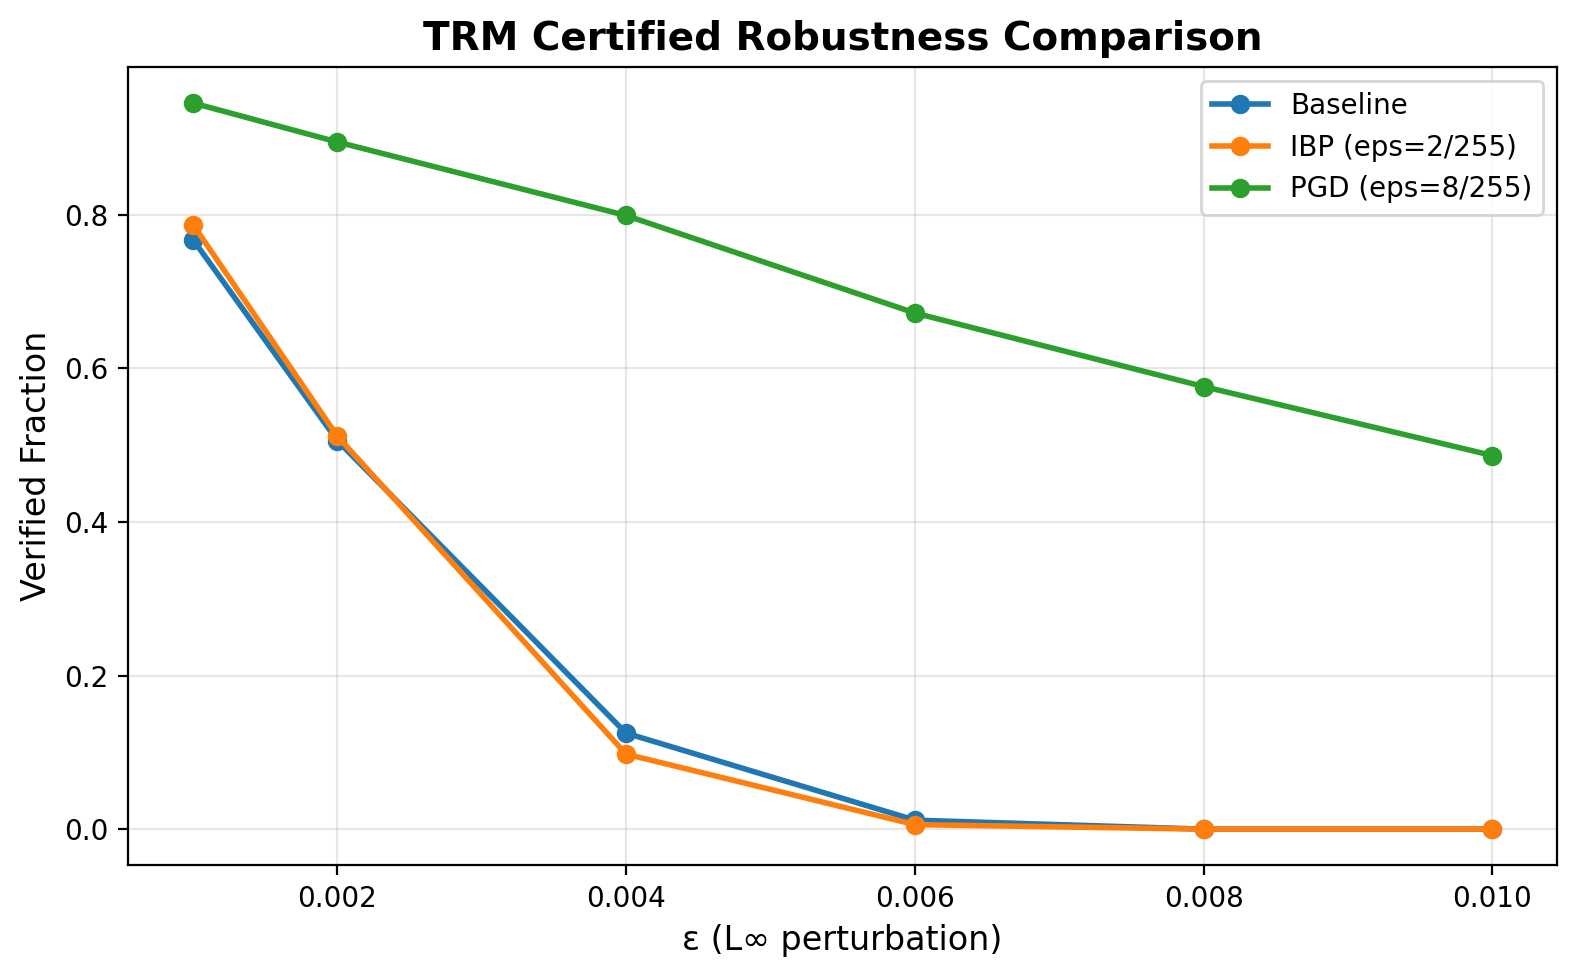 TRM Certified Robustness Comparison
Baseline
IBP (eps=2/255)
PGD (eps=8/255)
Verified Fraction
0.8
0.6
0.4
0.2
0.0
0.002
0.004
0.006
0.008
0.010
ε (L∞ perturbation)